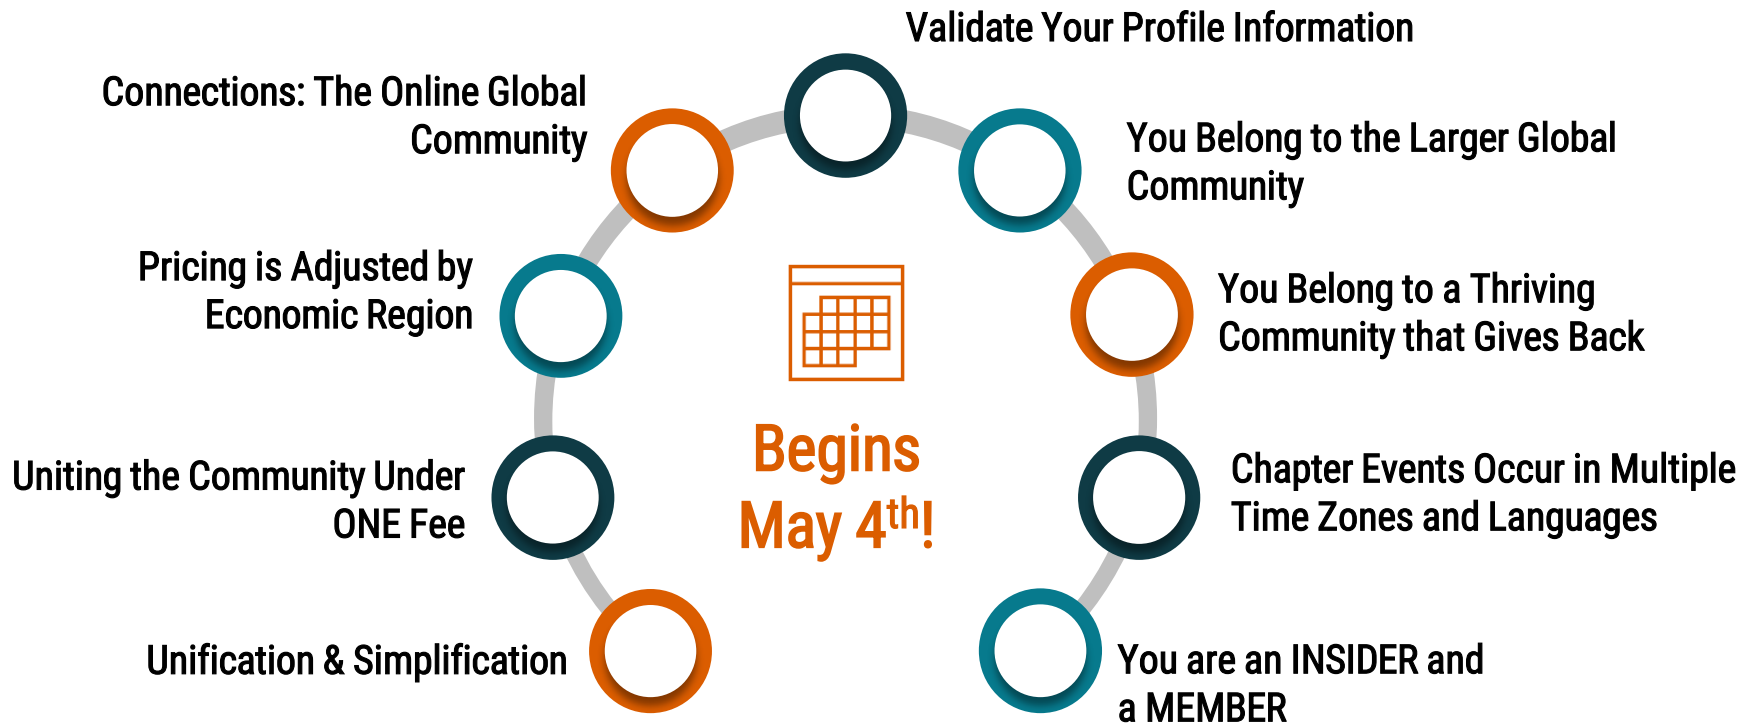 Validate Your Profile Information
Connections: The Online Global
Community
You Belong to the Larger Global
Community
Pricing is Adjusted by
Economic Region
You Belong to a Thriving
Community that Gives Back
Begins
May 4th!
Uniting the Community Under
ONE Fee
Chapter Events Occur in Multiple
Time Zones and Languages
Unification & Simplification
You are an INSIDER and
a MEMBER